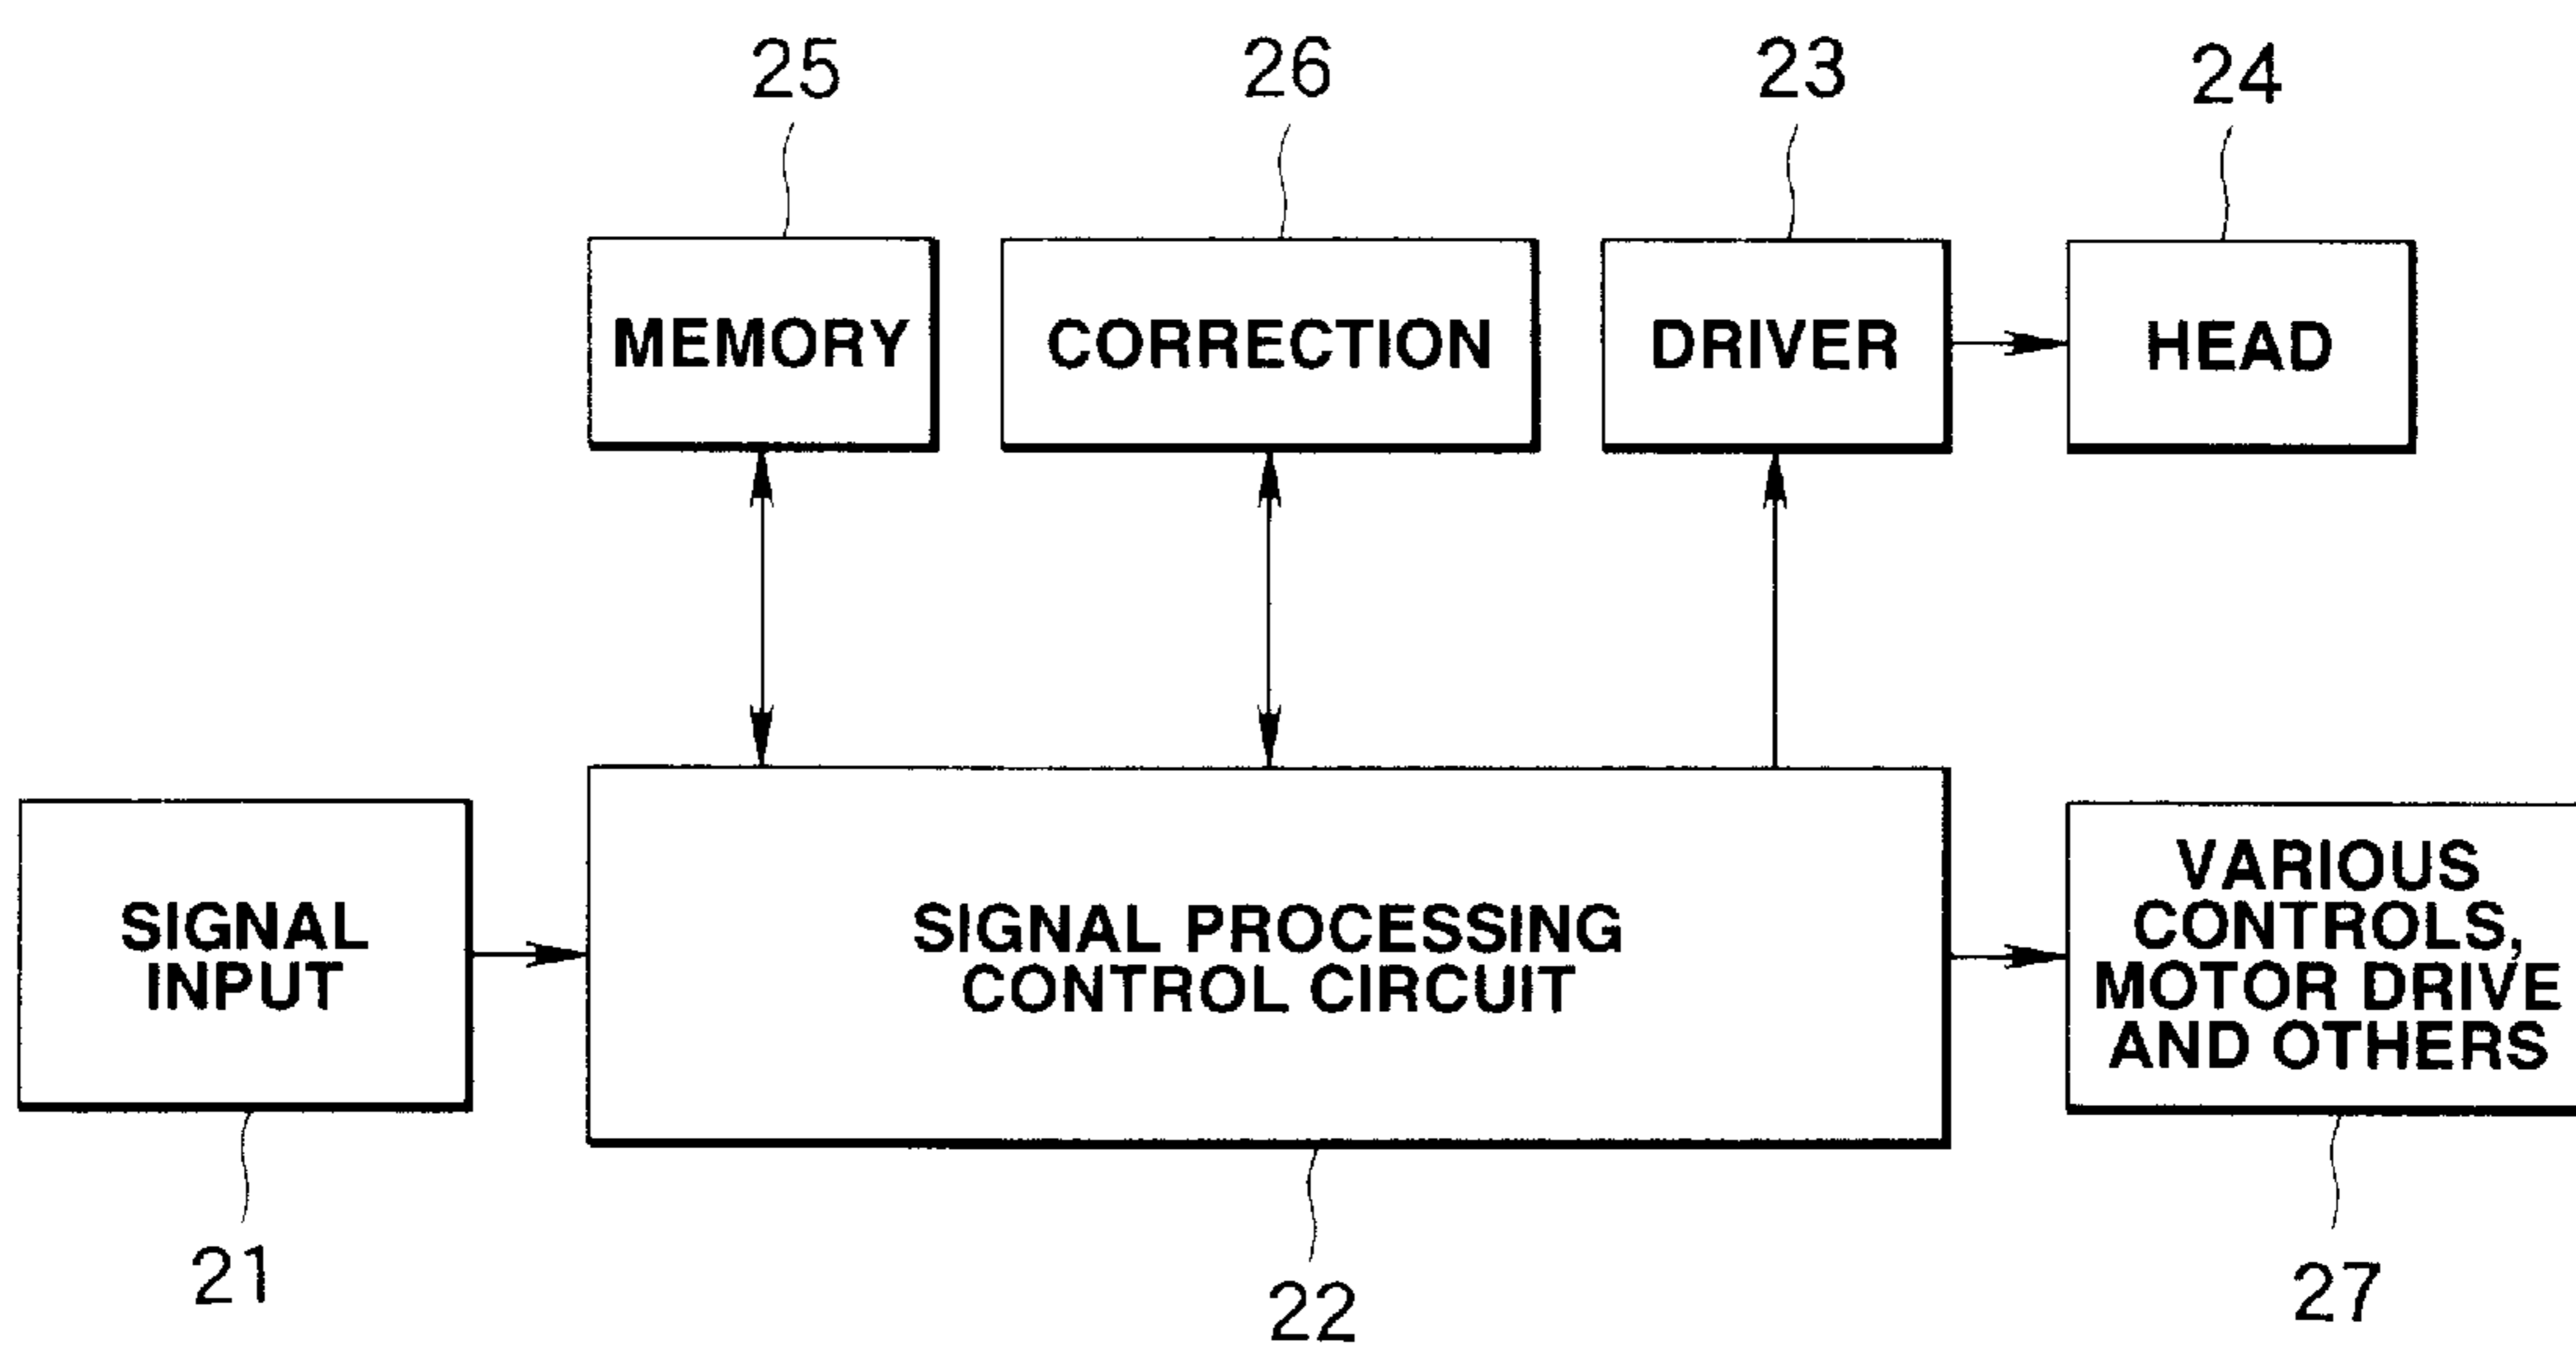 25
26
23
24
MEMORY
CORRECTION
DRIVER
HEAD
SIGNAL
INPUT
SIGNAL PROCESSING
CONTROL CIRCUIT
VARIOUS
CONTROLS,
MOTOR DRIVE
AND OTHERS
21
22
27